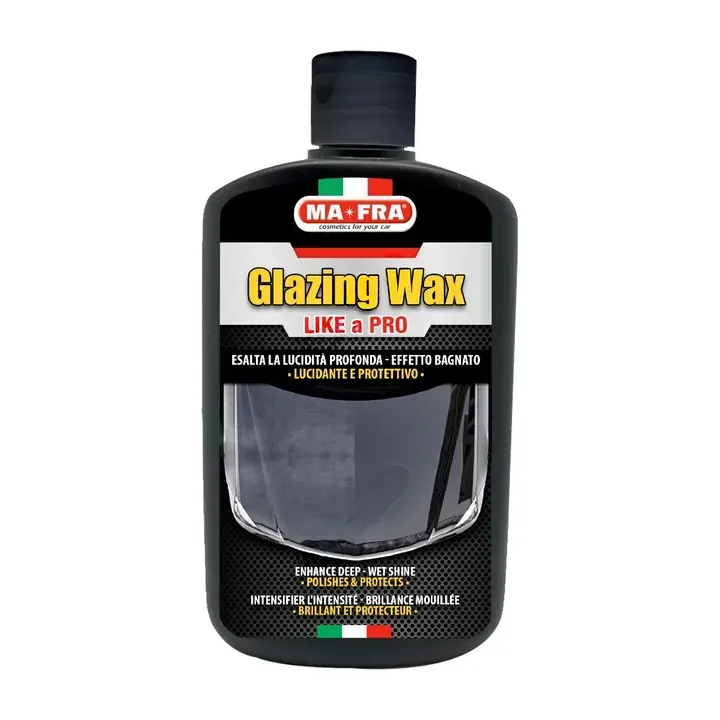 MA★FRA®
cosmetics for your car
Glazing Wax
LIKE a PRO
ESALTA LA LUCIDITÀ PROFONDA - EFFETTO BAGNATO
• LUCIDANTE E PROTETTIVO •
ENHANCE DEEP - WET SHINE
• POLISHES & PROTECTS •
INTENSIFIER L'INTENSITÉ - BRILLANCE MOUILLÉE
• BRILLANT ET PROTECTEUR •